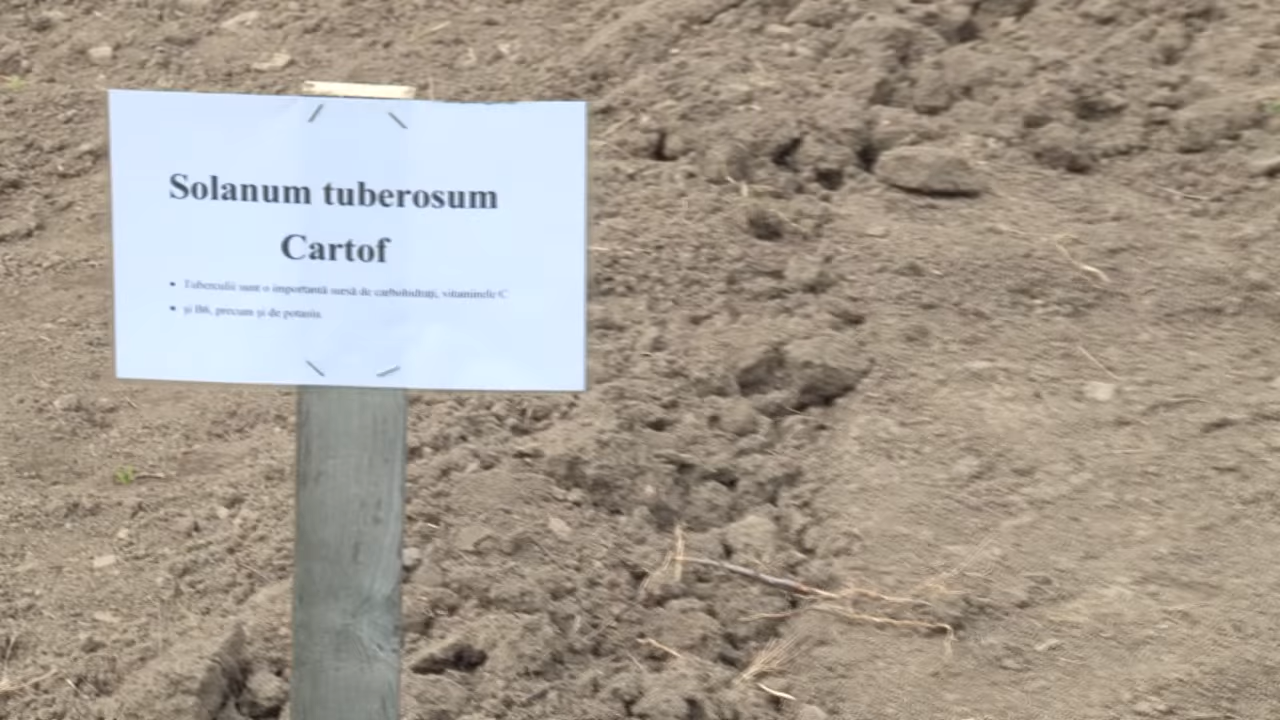 Solanum tuberosum
Cartof
• Tuberculii sunt o importantă sursă de carbohidrați, vitaminele C
• și B6, precum și de potasiu.